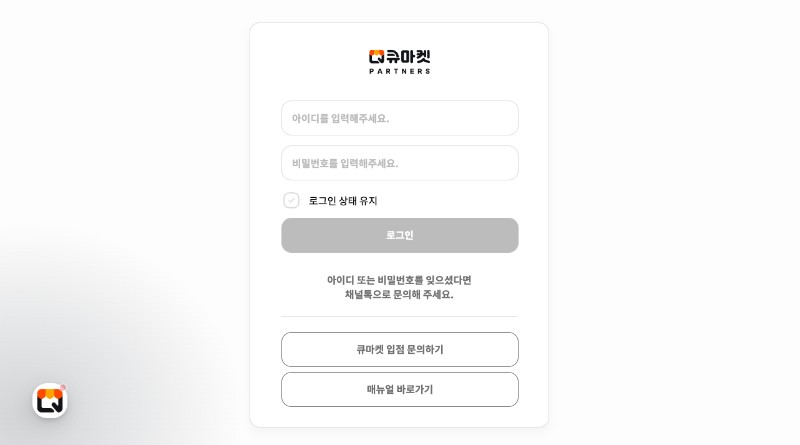 큐마켓
PARTNERS
아이디를 입력해주세요.
비밀번호를 입력해주세요.
로그인 상태 유지
로그인
아이디 또는 비밀번호를 잊으셨다면
채널톡으로 문의해 주세요.
큐마켓 입점 문의하기
매뉴얼 바로가기